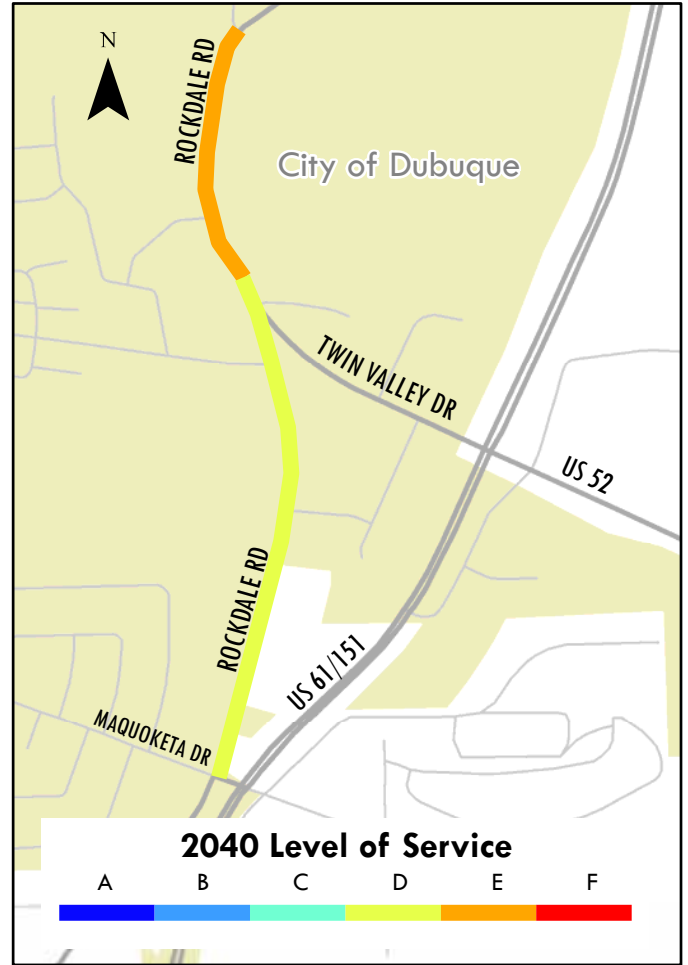 N
ROCKDALE RD
City of Dubuque
TWIN VALLEY DR
US 52
ROCKDALE RD
US 61/151
MAQUOKETA DR
2040 Level of Service
A B C D E F